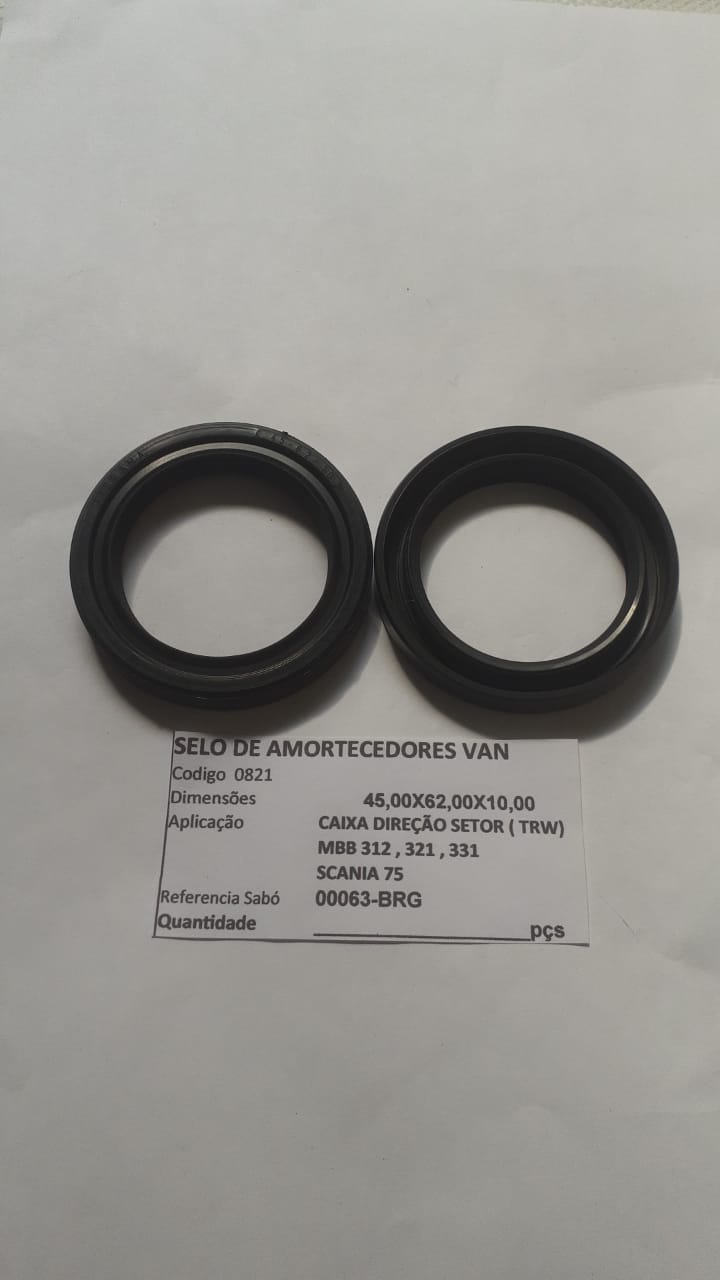 SELO DE AMORTECEDORES VAN
Codigo 0821
Dimensões 45,00X62,00X10,00
Aplicação CAIXA DIREÇÃO SETOR ( TRW)
MBB 312 , 321 , 331
SCANIA 75
Referencia Sabó 00063-BRG
Quantidade pçs